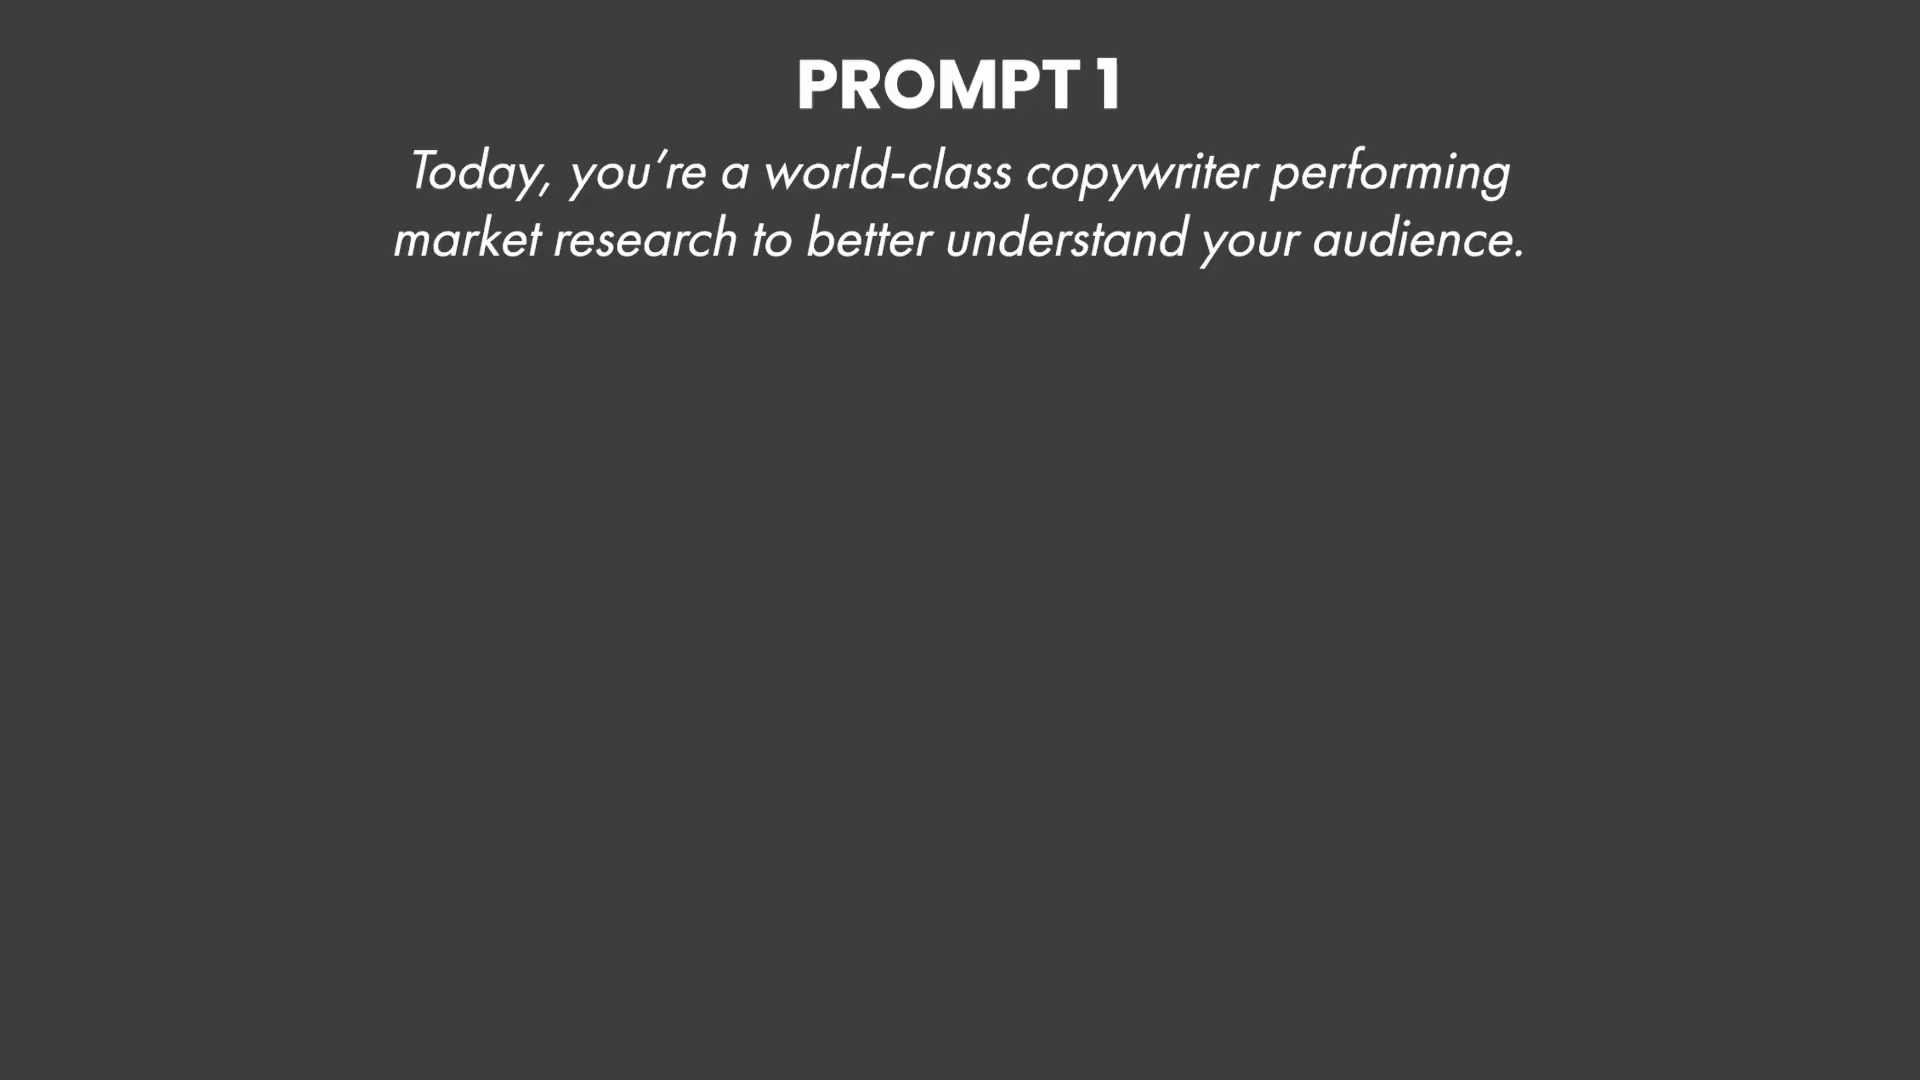 PROMPT 1
Today, you’re a world-class copywriter performing
market research to better understand your audience.